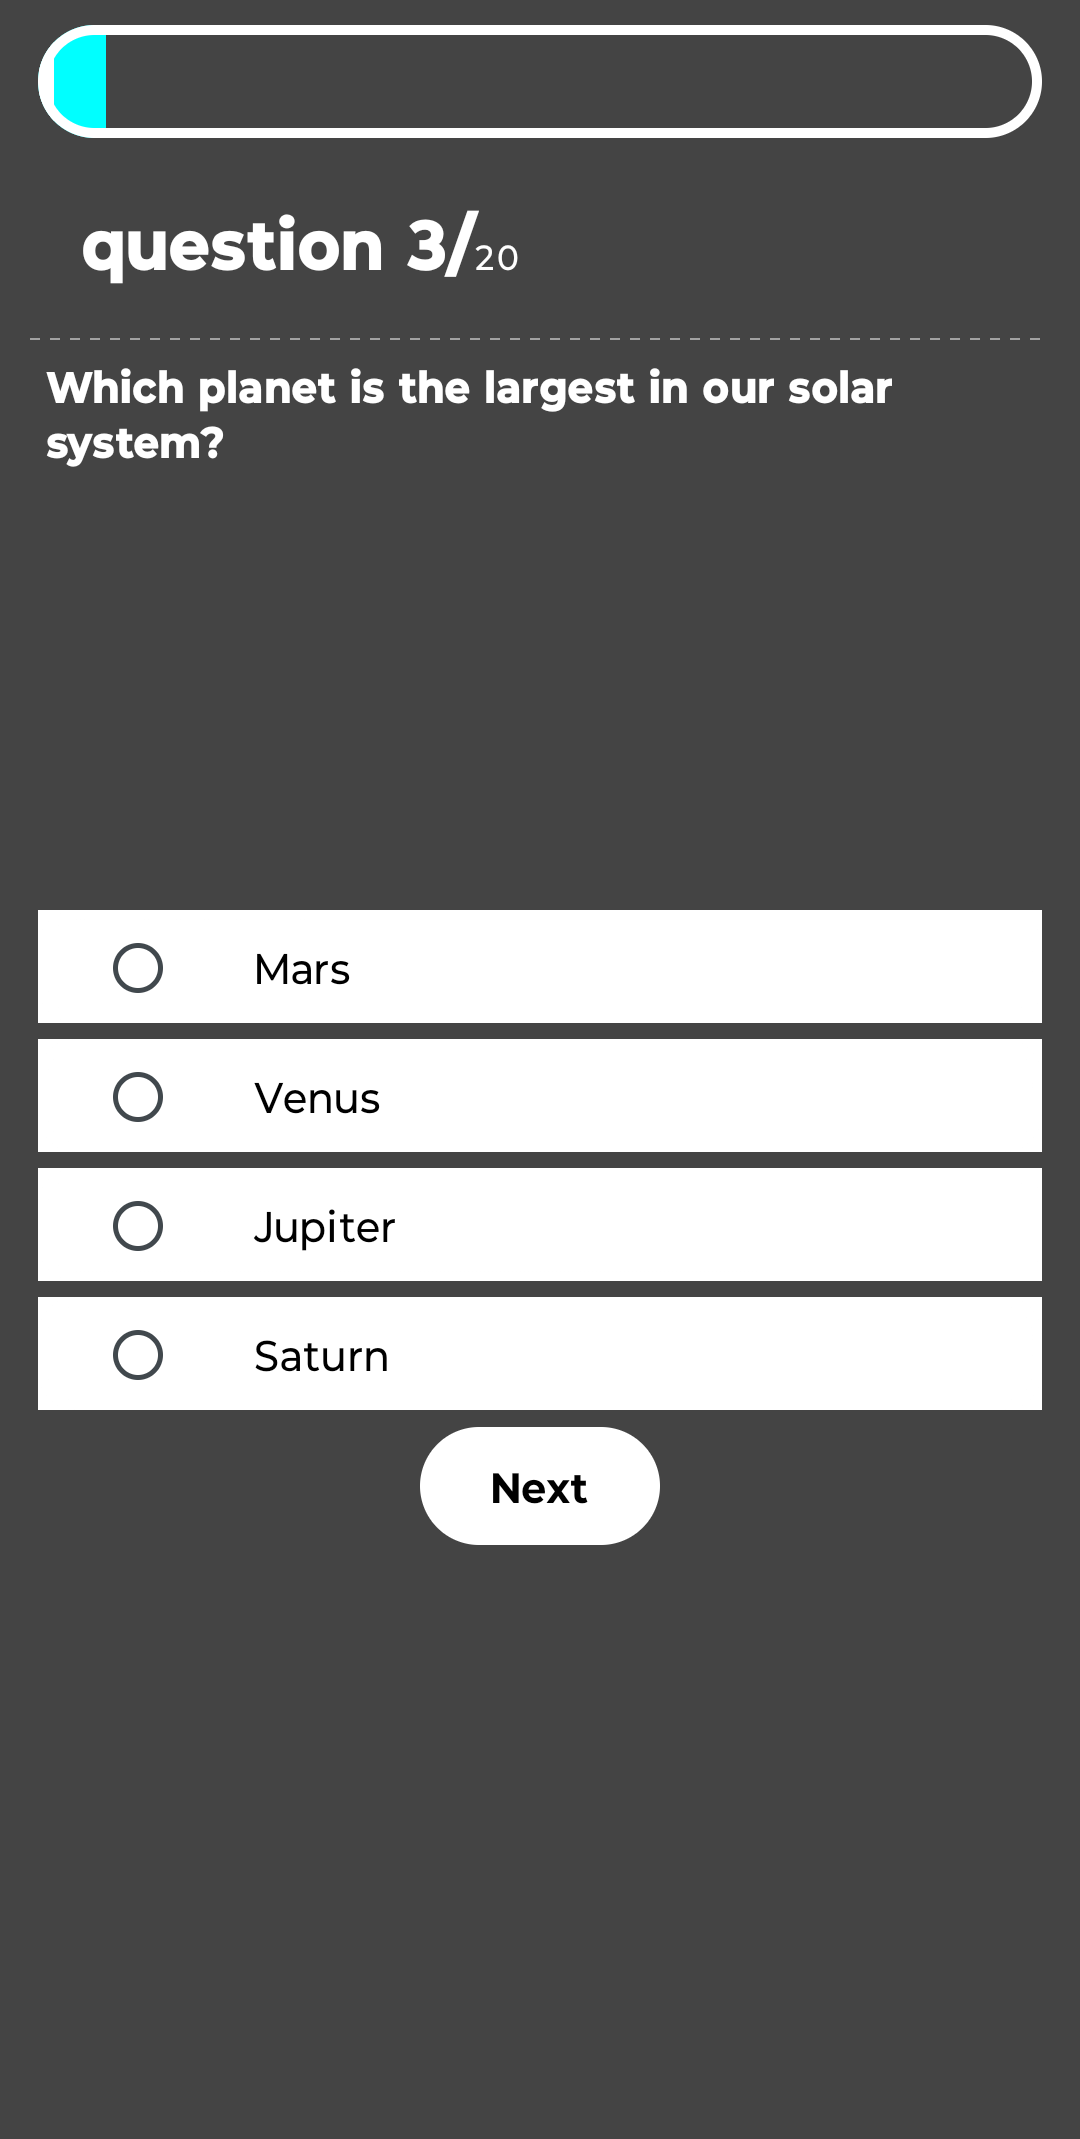 question 3/20
Which planet is the largest in our solar
system?
Mars
Venus
Jupiter
Saturn
Next